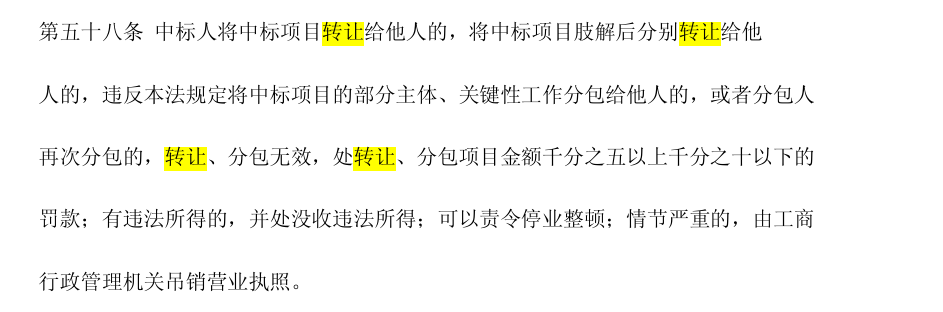 第五十八条 中标人将中标项目转让给他人的，将中标项目肢解后分别转让给他
人的，违反本法规定将中标项目的部分主体、关键性工作分包给他人的，或者分包人
再次分包的，转让、分包无效，处转让、分包项目金额千分之五以上千分之十以下的
罚款；有违法所得的，并处没收违法所得；可以责令停业整顿；情节严重的，由工商
行政管理机关吊销营业执照。